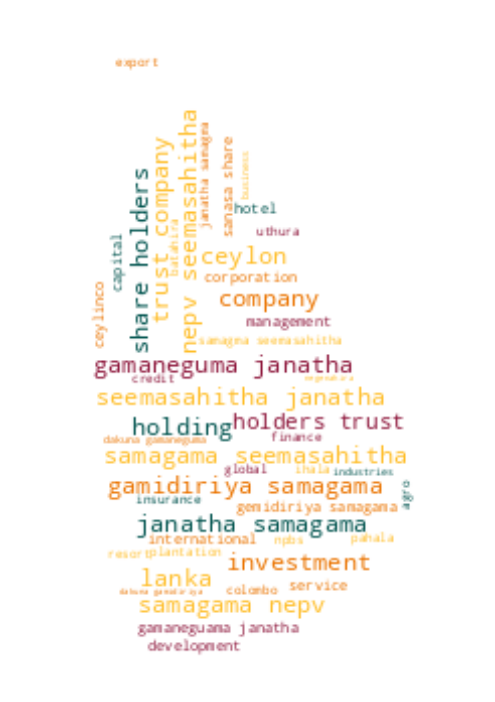 export
nepv seemasahitha
janatha samagma
trust company
sanasa share
business
share holders
hotel
batahira
uthura
capital
ceylon
corporation
ceylinco
company
management
samagma seemasahitha
gamaneguma janatha
credit
seemasahitha janatha
holding
holders trust
finance
dakuna gamaneguma
samagama seemasahitha
global
ihala
industries
gamidiriya samagama
agro
insurance
gemidiriya samagama
janatha samagama
international
npbs
pahala
resort
plantation
investment
lanka
service
dakuna gamidiriya
colombo
samagama nepv
gamaneguama janatha
development